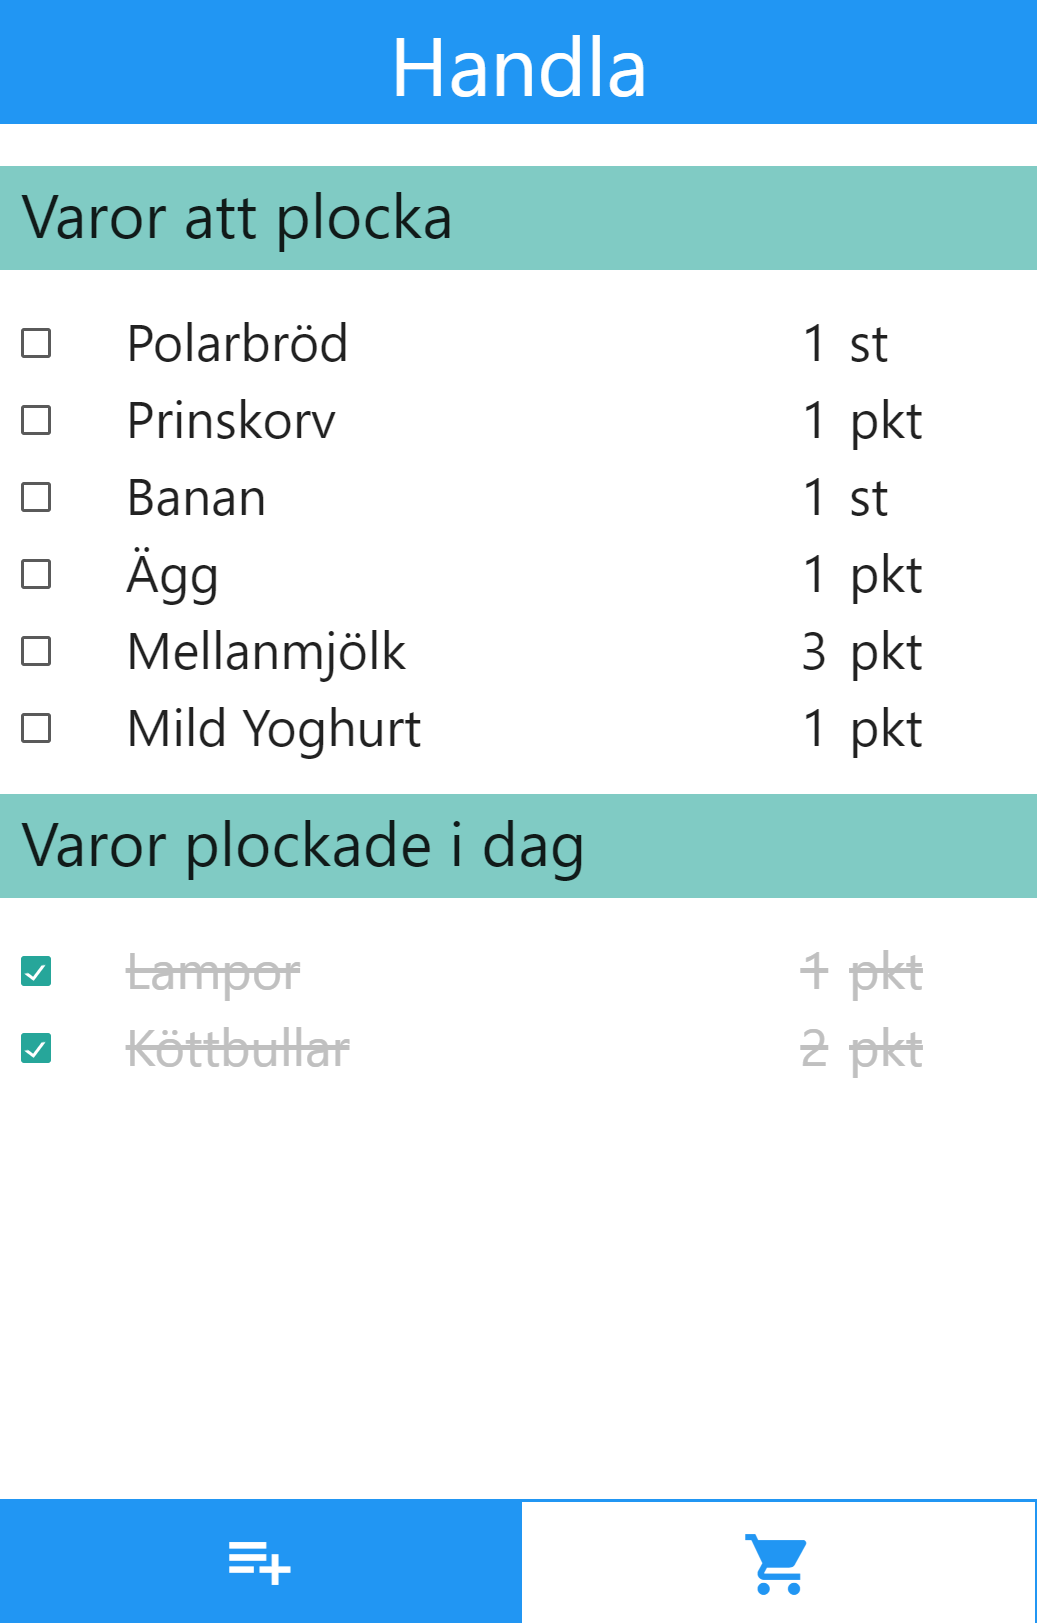 Handla
Varor att plocka
Polarbröd 1 st
Prinskorv 1 pkt
Banan 1 st
Ägg 1 pkt
Mellanmjölk 3 pkt
Mild Yoghurt 1 pkt
Varor plockade i dag
Lampor 1 pkt
Köttbullar 2 pkt